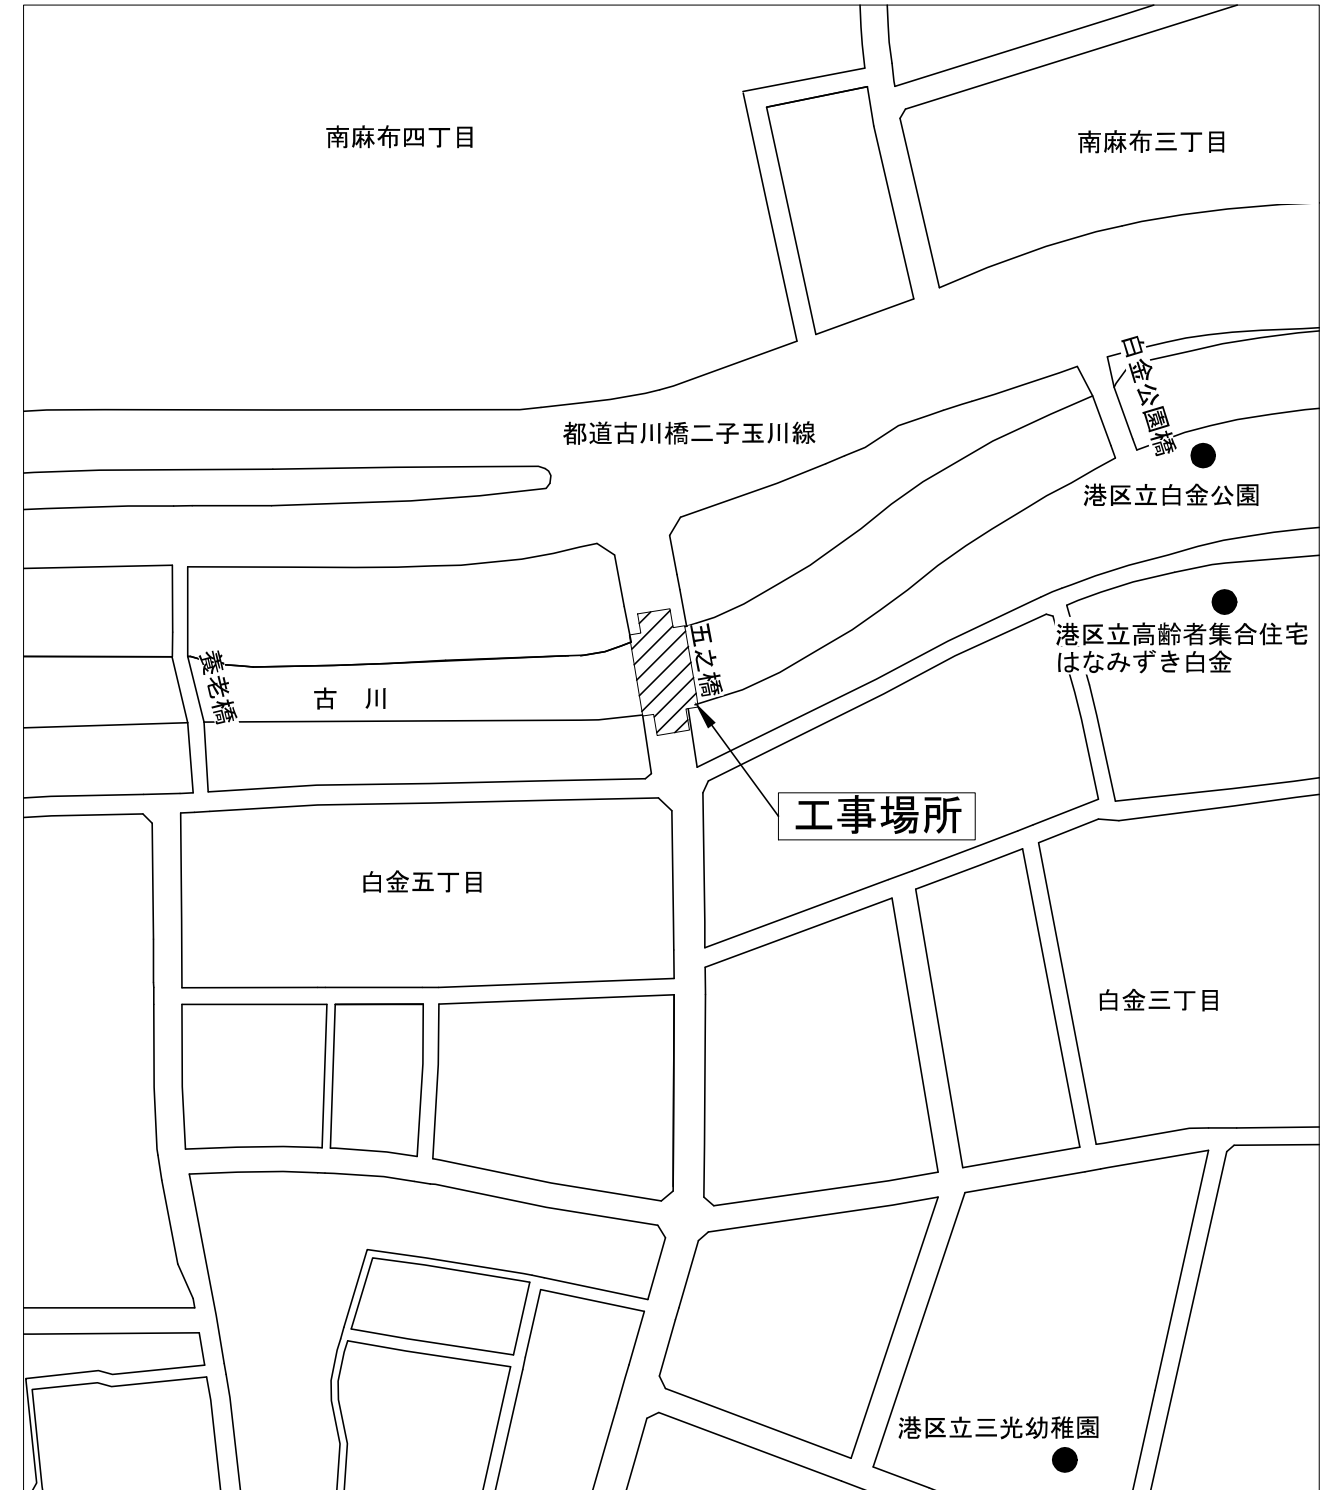 南麻布四丁目
南麻布三丁目
白金公園橋
都道古川橋二子玉川線
港区立白金公園
五之橋
港区立高齢者集合住宅
はなみずき白金
養老橋
古 川
工事場所
白金五丁目
白金三丁目
港区立三光幼稚園